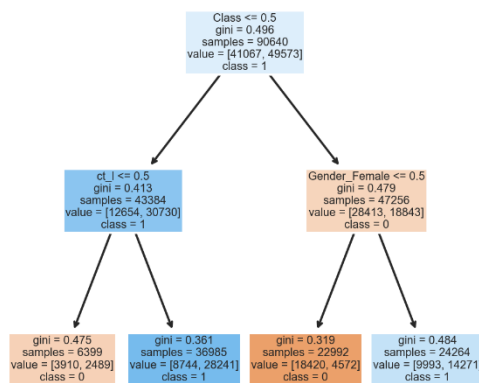 Class <= 0.5
gini = 0.496
samples = 90640
value = [41067, 49573]
class = 1
ct_l <= 0.5
gini = 0.413
samples = 43384
value = [12654, 30730]
class = 1
Gender_Female <= 0.5
gini = 0.479
samples = 47256
value = [28413, 18843]
class = 0
gini = 0.475
samples = 6399
value = [3910, 2489]
class = 0
gini = 0.361
samples = 36985
value = [8744, 28241]
class = 1
gini = 0.319
samples = 22992
value = [18420, 4572]
class = 0
gini = 0.484
samples = 24264
value = [9993, 14271]
class = 1